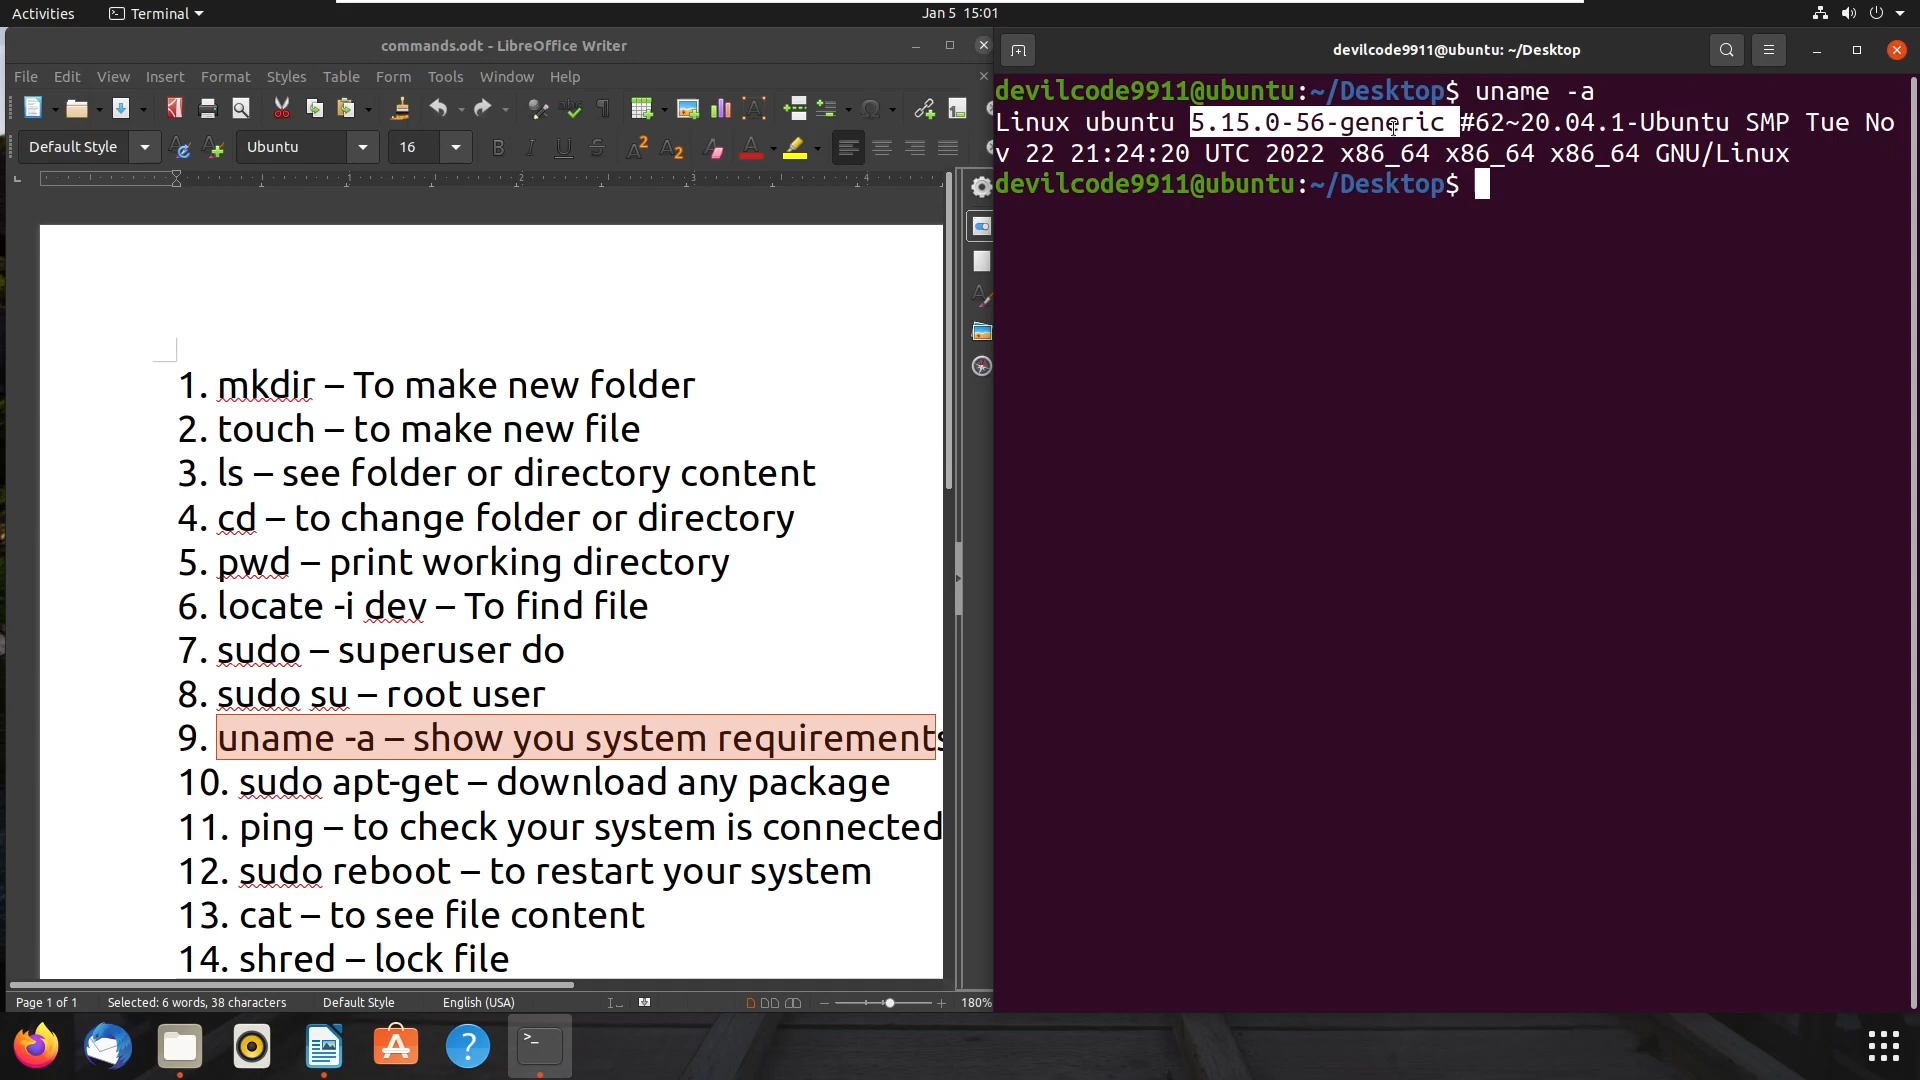 Activities Terminal Jan 5 15:01
commands.odt - LibreOffice Writer
File Edit View Insert Format Styles Table Form Tools Window Help
Default Style Ubuntu 16
1 2 3 4
1. mkdir – To make new folder
2. touch – to make new file
3. ls – see folder or directory content
4. cd – to change folder or directory
5. pwd – print working directory
6. locate -i dev – To find file
7. sudo – superuser do
8. sudo su – root user
9. uname -a – show you system requirements
10. sudo apt-get – download any package
11. ping – to check your system is connected
12. sudo reboot – to restart your system
13. cat – to see file content
14. shred – lock file
Page 1 of 1 Selected: 6 words, 38 characters Default Style English (USA) 180%
devilcode9911@ubuntu: ~/Desktop
devilcode9911@ubuntu:~/Desktop$ uname -a
Linux ubuntu 5.15.0-56-generic #62~20.04.1-Ubuntu SMP Tue No
v 22 21:24:20 UTC 2022 x86_64 x86_64 x86_64 GNU/Linux
devilcode9911@ubuntu:~/Desktop$